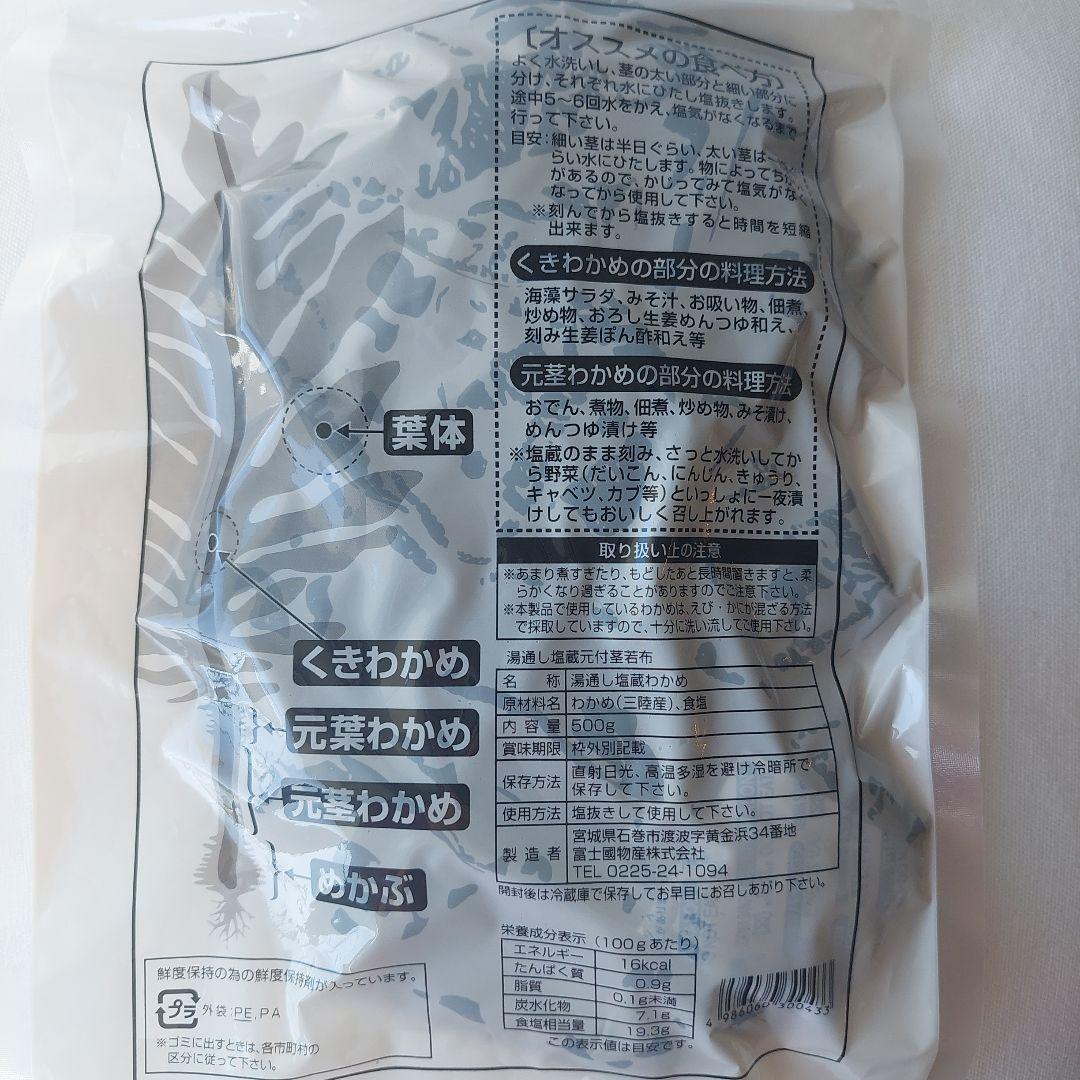 〔オススメの食べ方〕
よく水洗いし、茎の太い部分と細い部分に
分け、それぞれ水にひたし塩抜きします。
途中5～6回水をかえ、塩気がなくなるまで
行って下さい。
目安:細い茎は半日ぐらい、太い茎は一
らい水にひたします。物によって
があるので、かじってみて塩気がなく
なってから使用して下さい。
※刻んでから塩抜きすると時間を短縮
出来ます。
くきわかめの部分の料理方法
海藻サラダ、みそ汁、お吸い物、佃煮、
炒め物、おろし生姜めんつゆ和え、
刻み生姜ぽん酢和え等
元茎わかめの部分の料理方法
おでん、煮物、佃煮、炒め物、みそ漬け、
めんつゆ漬け等
※塩蔵のまま刻み、さっと水洗いしてか
ら野菜(だいこん、にんじん、きゅうり、
キャベツ、カブ等)といっしょに一夜漬
けしてもおいしく召し上がれます。
取り扱い上の注意
※あまり煮すぎたり、もどしたあと長時間置きますと、柔
らかくなり過ぎることがありますのでご注意下さい。
※本製品で使用しているわかめは、えび・かにが混ざる方法
で採取していますので、十分に洗い流してご使用下さい。
葉体
くきわかめ
元葉わかめ
元茎わかめ
めかぶ
湯通し塩蔵元付茎若布
名 称 湯通し塩蔵わかめ
原材料名 わかめ(三陸産)、食塩
内容量 500g
賞味期限 枠外別記載
保存方法 直射日光、高温多湿を避け冷暗所で
保存して下さい。
使用方法 塩抜きして使用して下さい。
製造者 宮城県石巻市渡波字黄金浜34番地
富士國物産株式会社
TEL 0225-24-1094
開封後は冷蔵庫で保存してお早目にお召しあがり下さい。
栄養成分表示(100gあたり)
エネルギー 16kcal
たんぱく質 0.9g
脂質 0.1g未満
炭水化物 7.1g
食塩相当量 19.3g
この表示値は目安です。
4 986060 300433
鮮度保持の為の鮮度保持剤が入っています。
プラ 外袋:PE,PA
※ゴミに出すときは、各市町村の
区分に従って下さい。